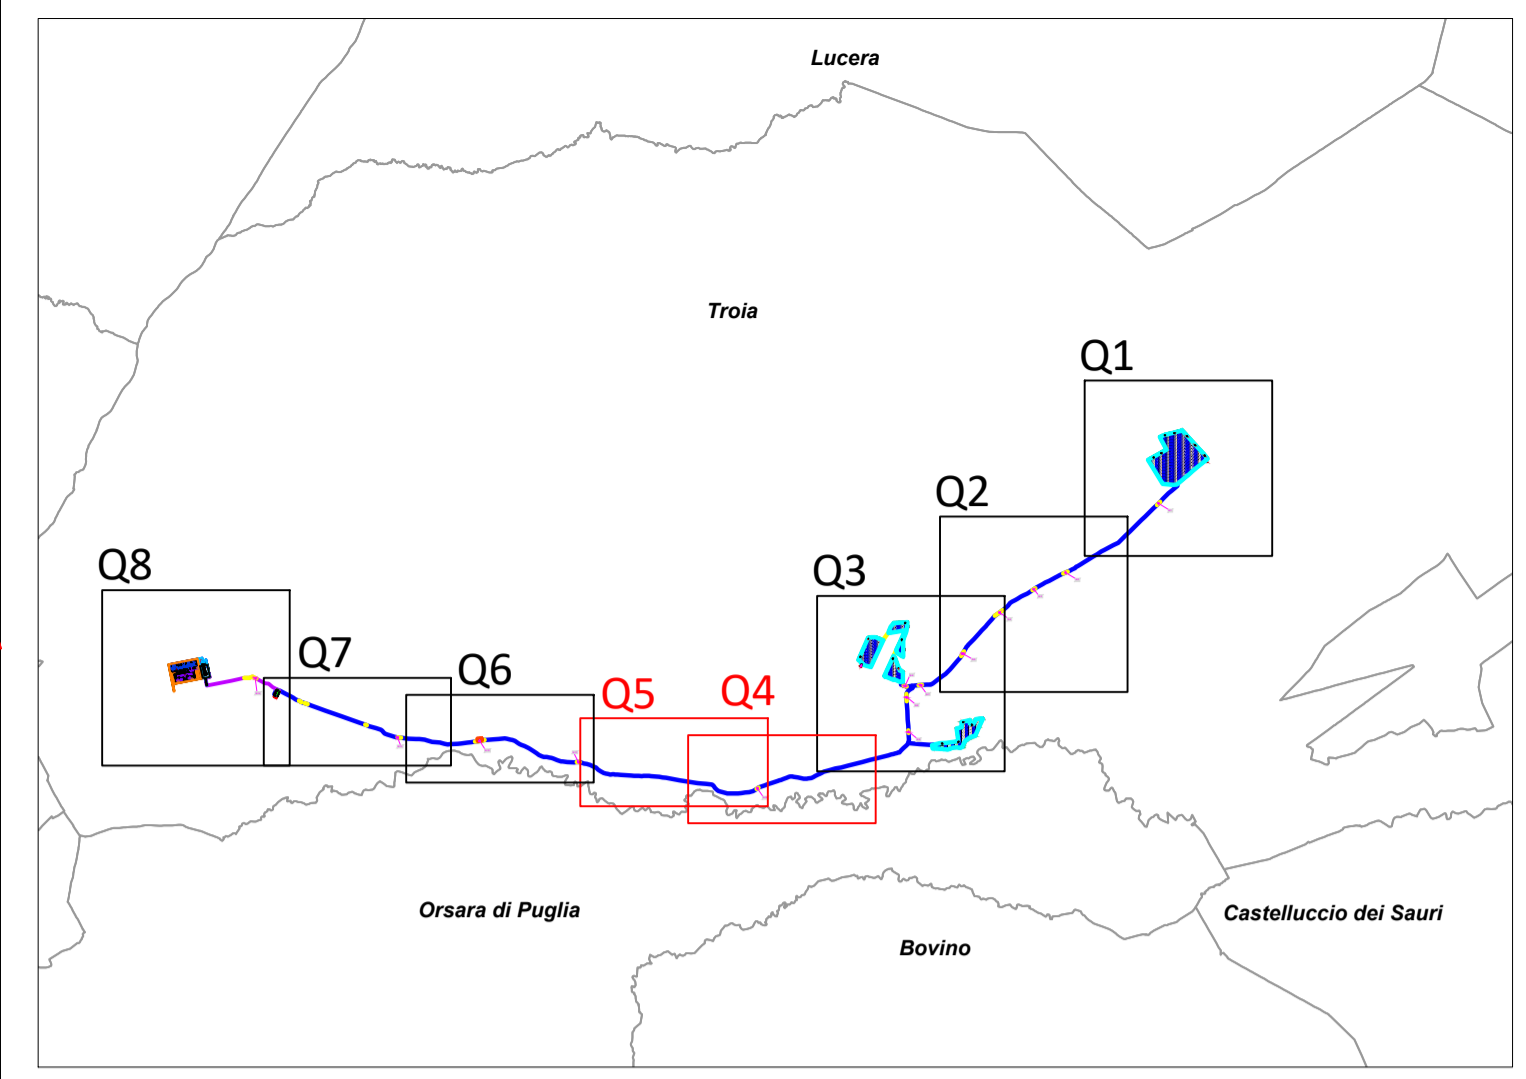 Lucera
Troia
Q1
Q2
Q3
Q8
Q7
Q6
Q5
Q4
Orsara di Puglia
Castelluccio dei Sauri
Bovino